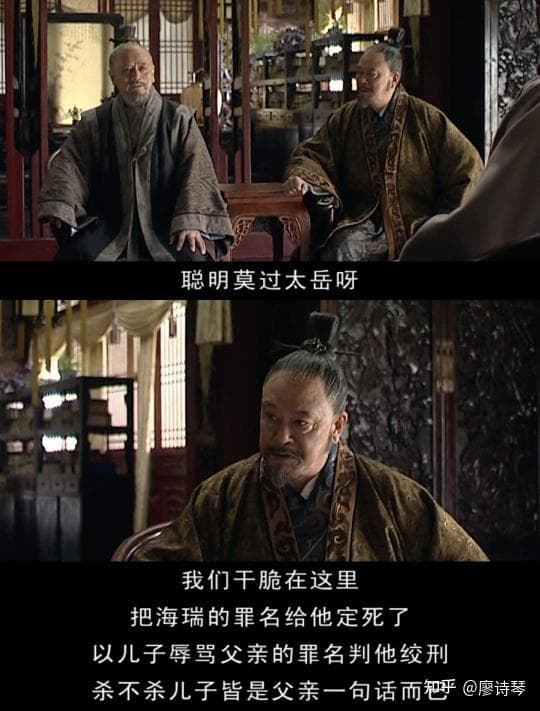 聪明莫过太岳呀
我们干脆在这里
把海瑞的罪名给他定死了
以儿子辱骂父亲的罪名判他绞刑
杀不杀儿子皆是父亲一句话而已
知乎 @廖诗琴